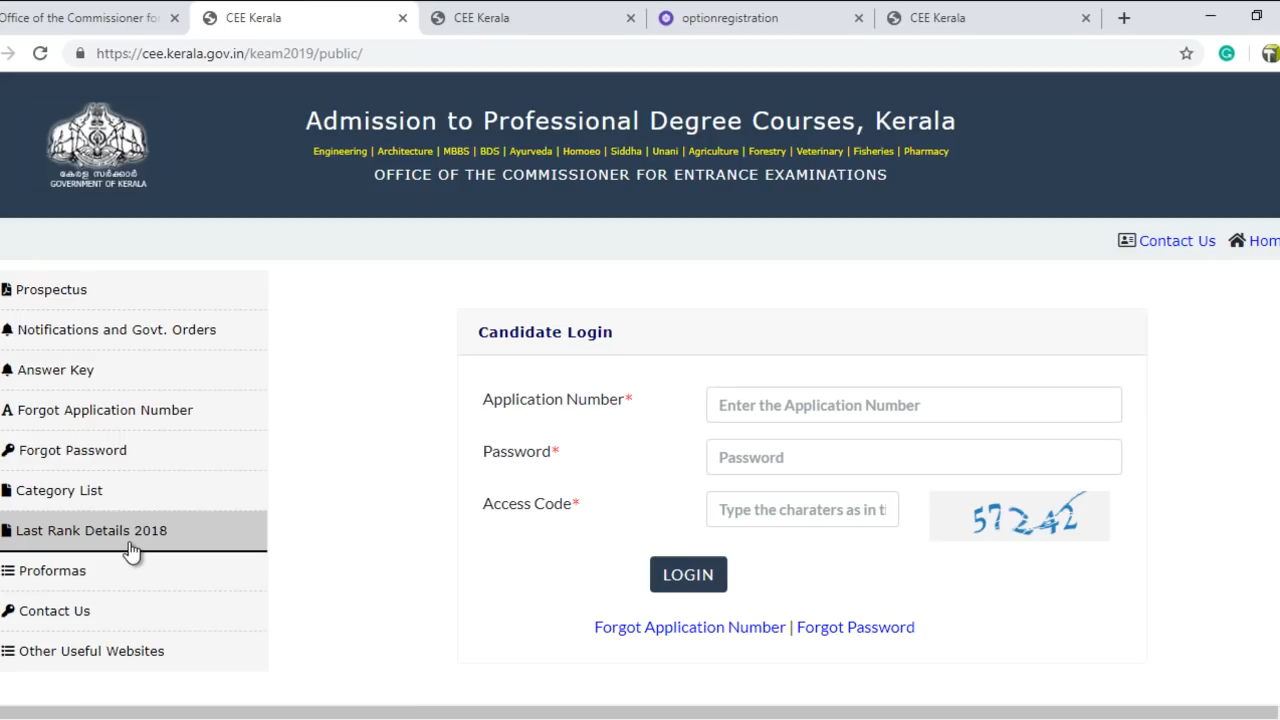 Office of the Commissioner for
CEE Kerala
CEE Kerala
optionregistration
CEE Kerala
https://cee.kerala.gov.in/keam2019/public/
Admission to Professional Degree Courses, Kerala
Engineering | Architecture | MBBS | BDS | Ayurveda | Homoeo | Siddha | Unani | Agriculture | Forestry | Veterinary | Fisheries | Pharmacy
OFFICE OF THE COMMISSIONER FOR ENTRANCE EXAMINATIONS
കേരള സർക്കാർ
GOVERNMENT OF KERALA
Contact Us
Hom
Prospectus
Notifications and Govt. Orders
Answer Key
Forgot Application Number
Forgot Password
Category List
Last Rank Details 2018
Proformas
Contact Us
Other Useful Websites
Candidate Login
Application Number*
Enter the Application Number
Password*
Password
Access Code*
Type the charaters as in t
57242
LOGIN
Forgot Application Number | Forgot Password